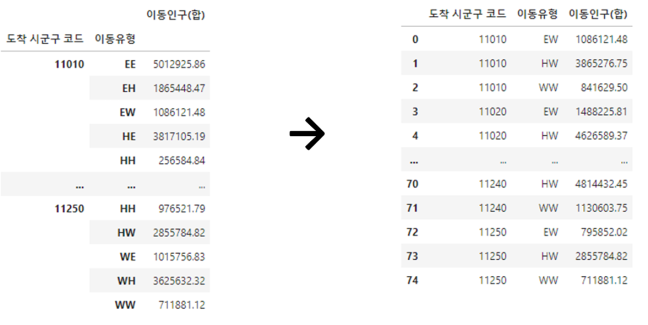 이동인구(합)
도착 시군구 코드 이동유형
11010 EE 5012925.86
EH 1865448.47
EW 1086121.48
HE 3817105.19
HH 256584.84
... ... ...
11250 HH 976521.79
HW 2855784.82
WE 1015756.83
WH 3625632.32
WW 711881.12
도착 시군구 코드 이동유형 이동인구(합)
0 11010 EW 1086121.48
1 11010 HW 3865276.75
2 11010 WW 841629.50
3 11020 EW 1488225.81
4 11020 HW 4626589.37
... ... ... ...
70 11240 HW 4814432.45
71 11240 WW 1130603.75
72 11250 EW 795852.02
73 11250 HW 2855784.82
74 11250 WW 711881.12